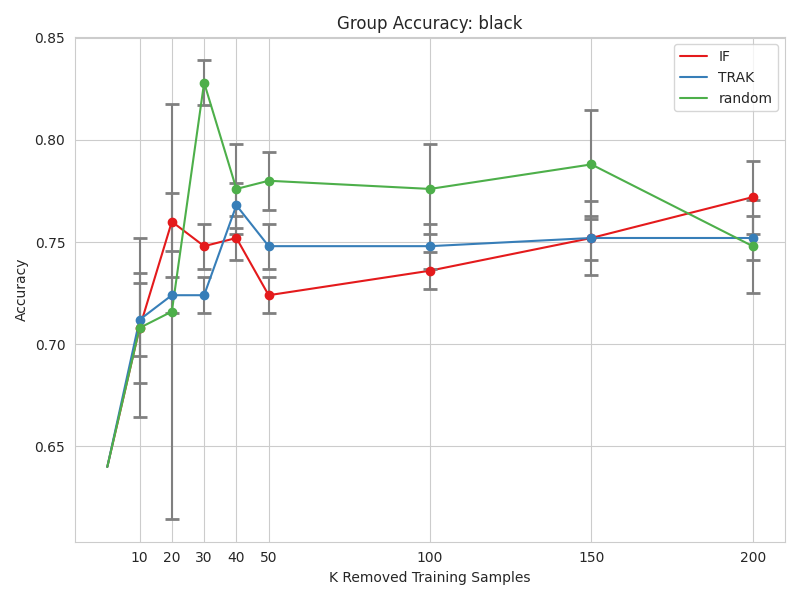 Group Accuracy: black
IF
TRAK
random
Accuracy
0.85
0.80
0.75
0.70
0.65
10 20 30 40 50 100 150 200
K Removed Training Samples